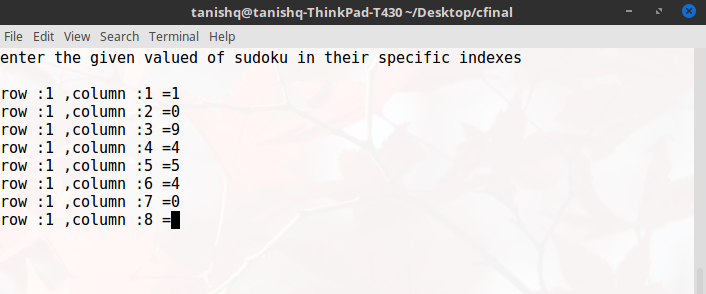 tanishq@tanishq-ThinkPad-T430:~/Desktop/cfinal
File Edit View Search Terminal Help
enter the given valued of sudoku in their specific indexes
row :1 ,column :1 =1
row :1 ,column :2 =0
row :1 ,column :3 =9
row :1 ,column :4 =4
row :1 ,column :5 =5
row :1 ,column :6 =4
row :1 ,column :7 =0
row :1 ,column :8 =